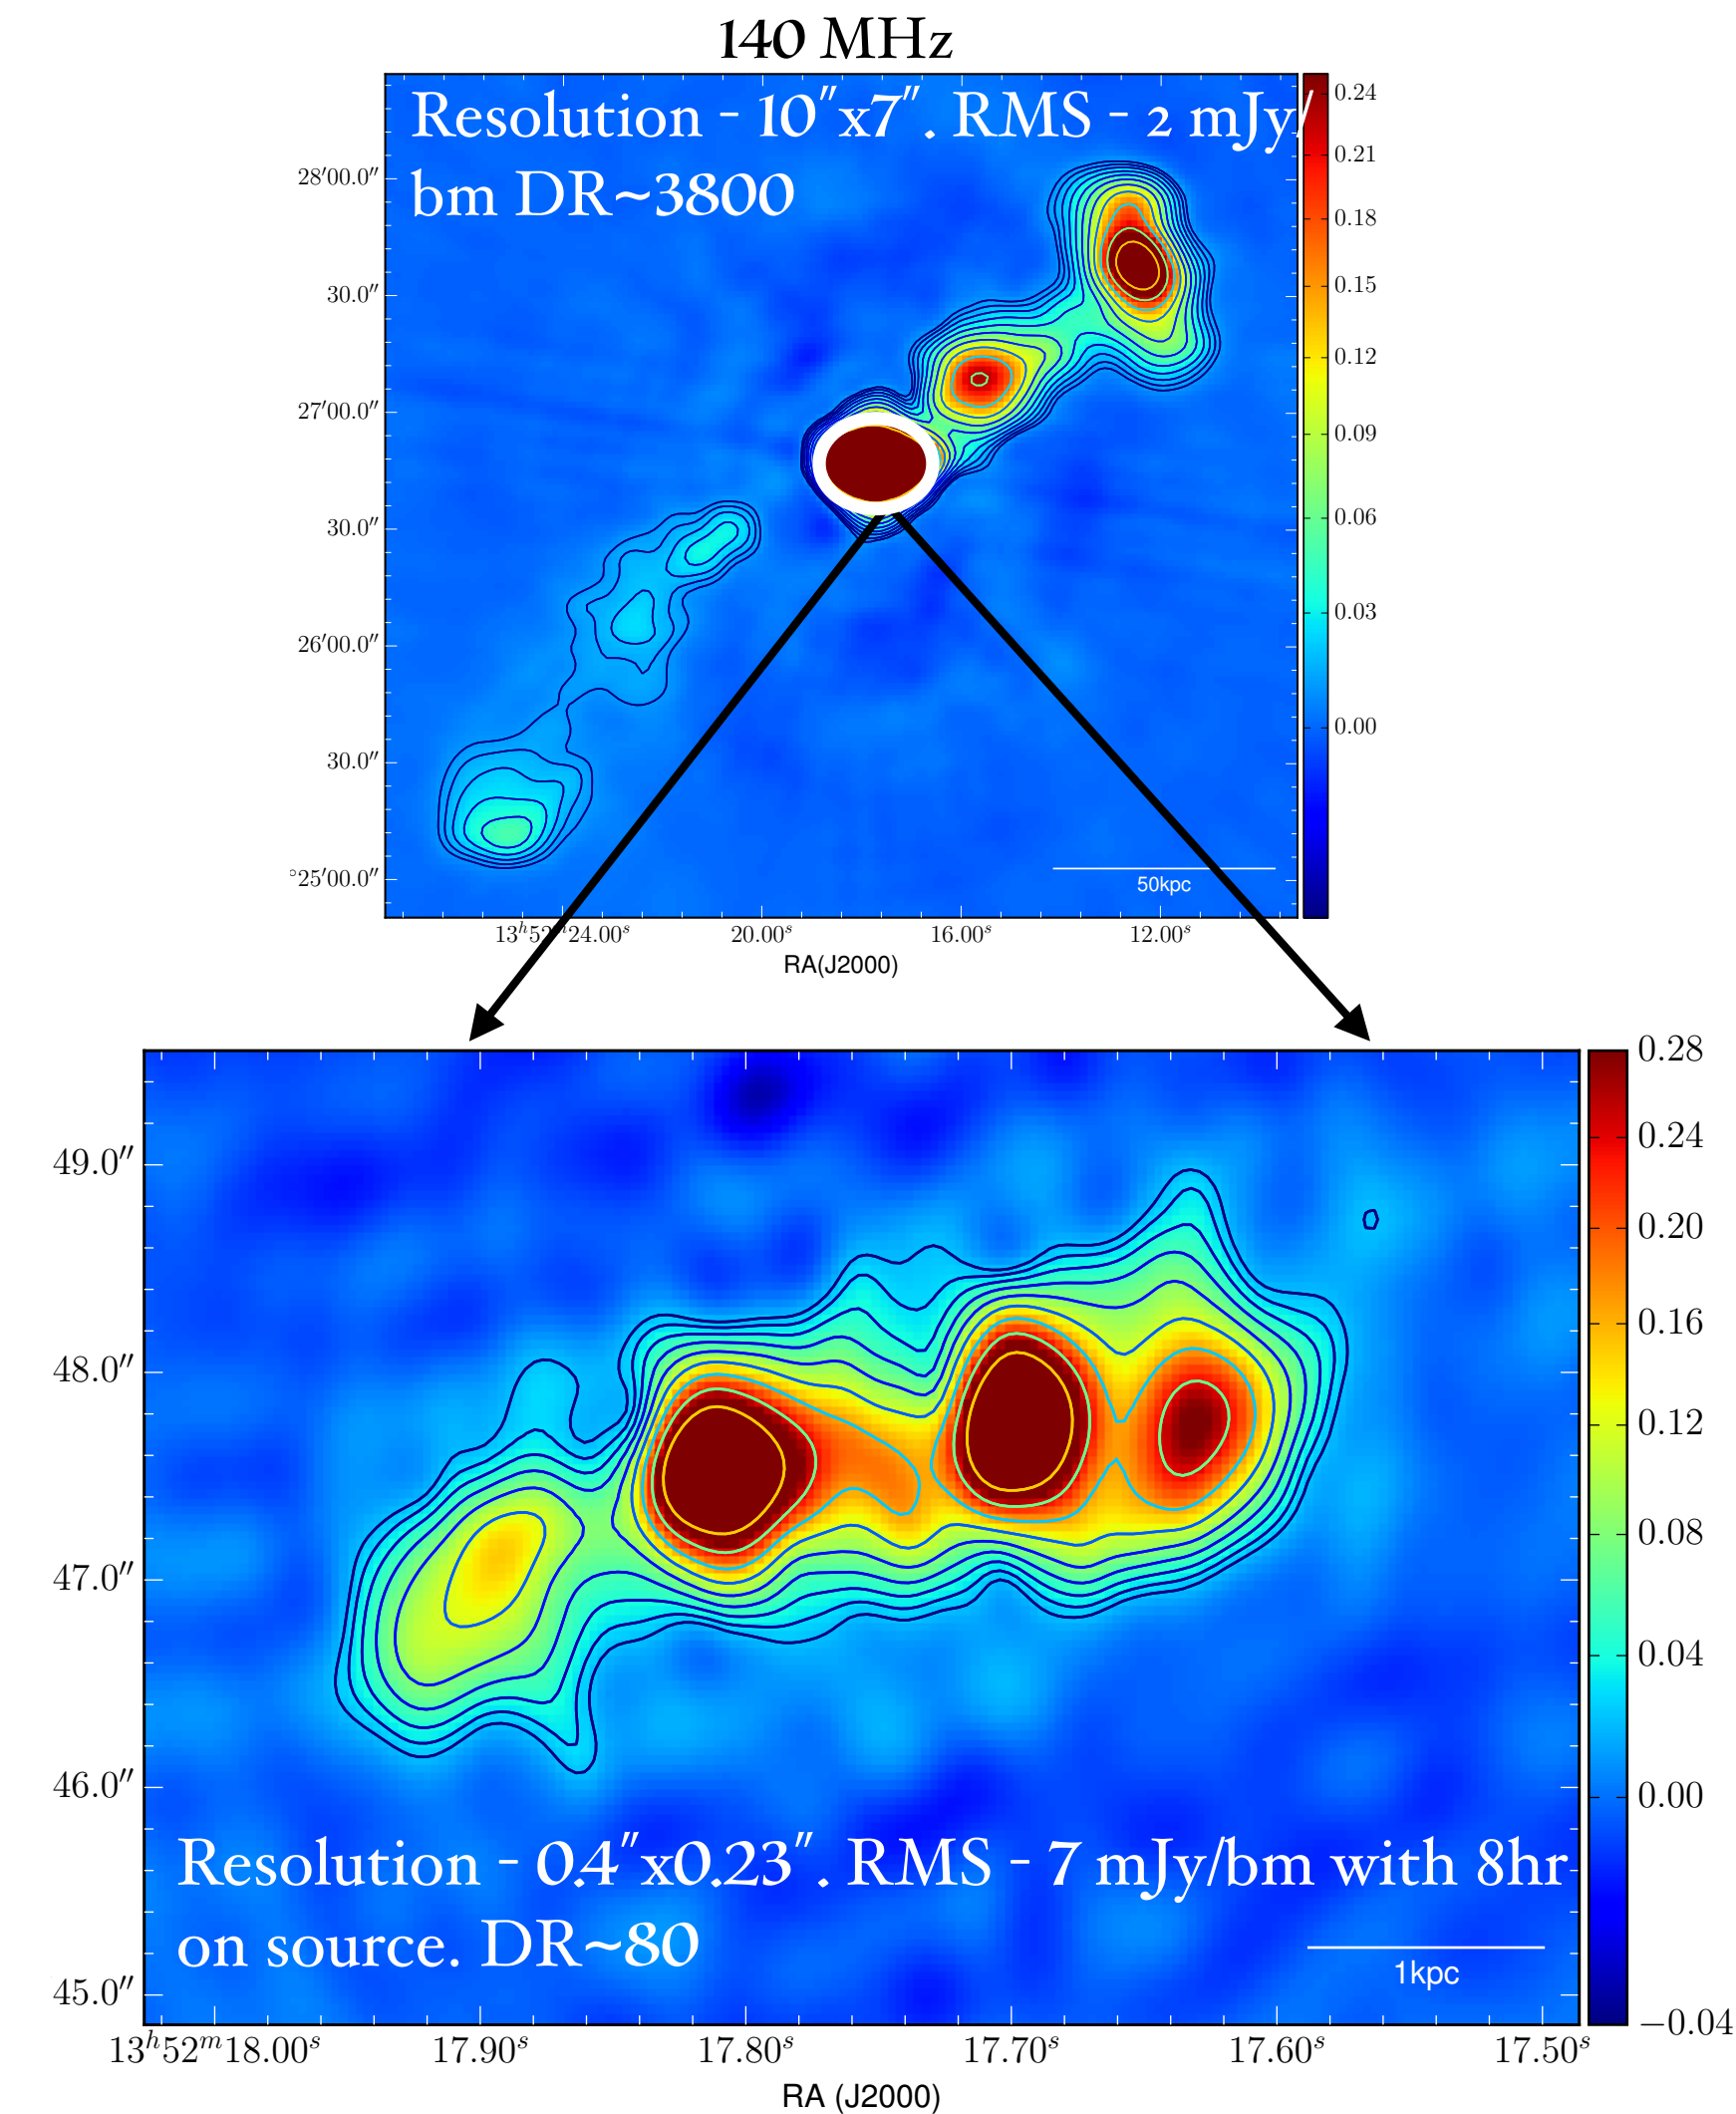 140 MHz
Resolution - 10″x7″. RMS - 2 mJy/
bm DR~3800
0.24
0.21
0.18
0.15
0.12
0.09
0.06
0.03
0.00
28′00.0″
30.0″
27′00.0″
30.0″
26′00.0″
30.0″
°25′00.0″
50kpc
24.00ˢ 20.00ˢ 16.00ˢ 12.00ˢ
RA(J2000)
0.28
0.24
0.20
0.16
0.12
0.08
0.04
0.00
−0.04
49.0″
48.0″
47.0″
46.0″
45.0″
Resolution - 0.4″x0.23″. RMS - 7 mJy/bm with 8hr
on source. DR~80
1kpc
13ʰ52ᵐ18.00ˢ 17.90ˢ 17.80ˢ 17.70ˢ 17.60ˢ 17.50ˢ
RA (J2000)